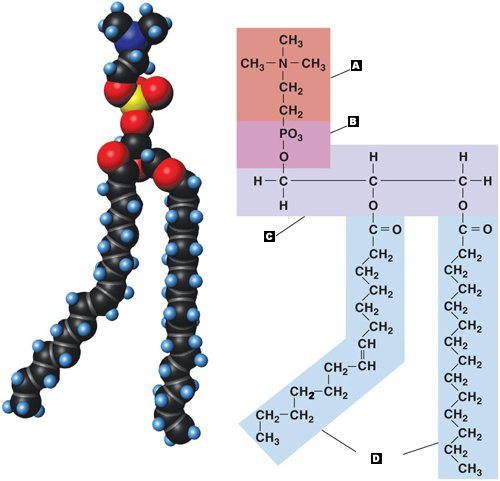 CH₃
CH₃—N—CH₃ A
CH₂
CH₂
B
PO₃
O H H
H—C C C—H
H O O
C
C=O C=O
CH₂ CH₂
CH₂ CH₂
CH₂ CH₂
CH₂ CH₂
CH₂ CH₂
CH CH₂
CH₂ CH CH₂
CH₂
CH₂ CH₂ CH₂
CH₂ CH₂ CH₂
CH₃ CH₂
D CH₂
CH₃